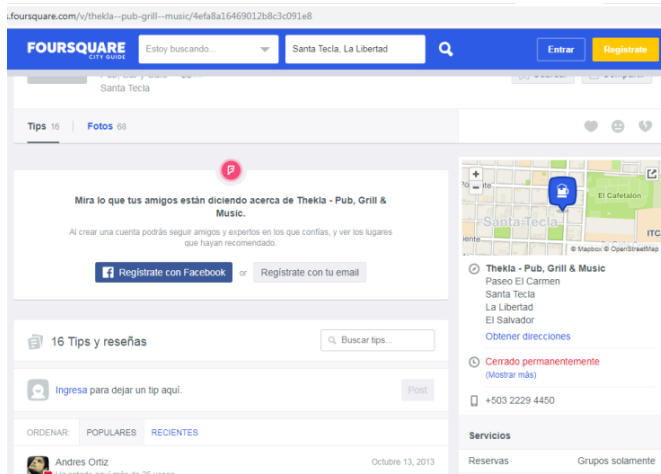 .foursquare.com/v/thekla--pub-grill--music/4efa8a16469012b8c3c091e8
FOURSQUARE
CITY GUIDE
Estoy buscando...
Santa Tecla, La Libertad
Entrar
Regístrate
Santa Tecla
Tips 16
Fotos 68
Mira lo que tus amigos están diciendo acerca de Thekla - Pub, Grill &
Music.
Al crear una cuenta podrás seguir amigos y expertos en los que confías, y ver los lugares
que hayan recomendado.
Regístrate con Facebook
or
Regístrate con tu email
16 Tips y reseñas
Buscar tips...
Ingresa para dejar un tip aquí.
Post
ORDENAR:
POPULARES
RECIENTES
Andres Ortiz
Octubre 13, 2013
+
−
El Cafetalón
Santa Tecla
ITC
© Mapbox © OpenStreetMap
Thekla - Pub, Grill & Music
Paseo El Carmen
Santa Tecla
La Libertad
El Salvador
Obtener direcciones
Cerrado permanentemente
(Mostrar más)
+503 2229 4450
Servicios
Reservas
Grupos solamente